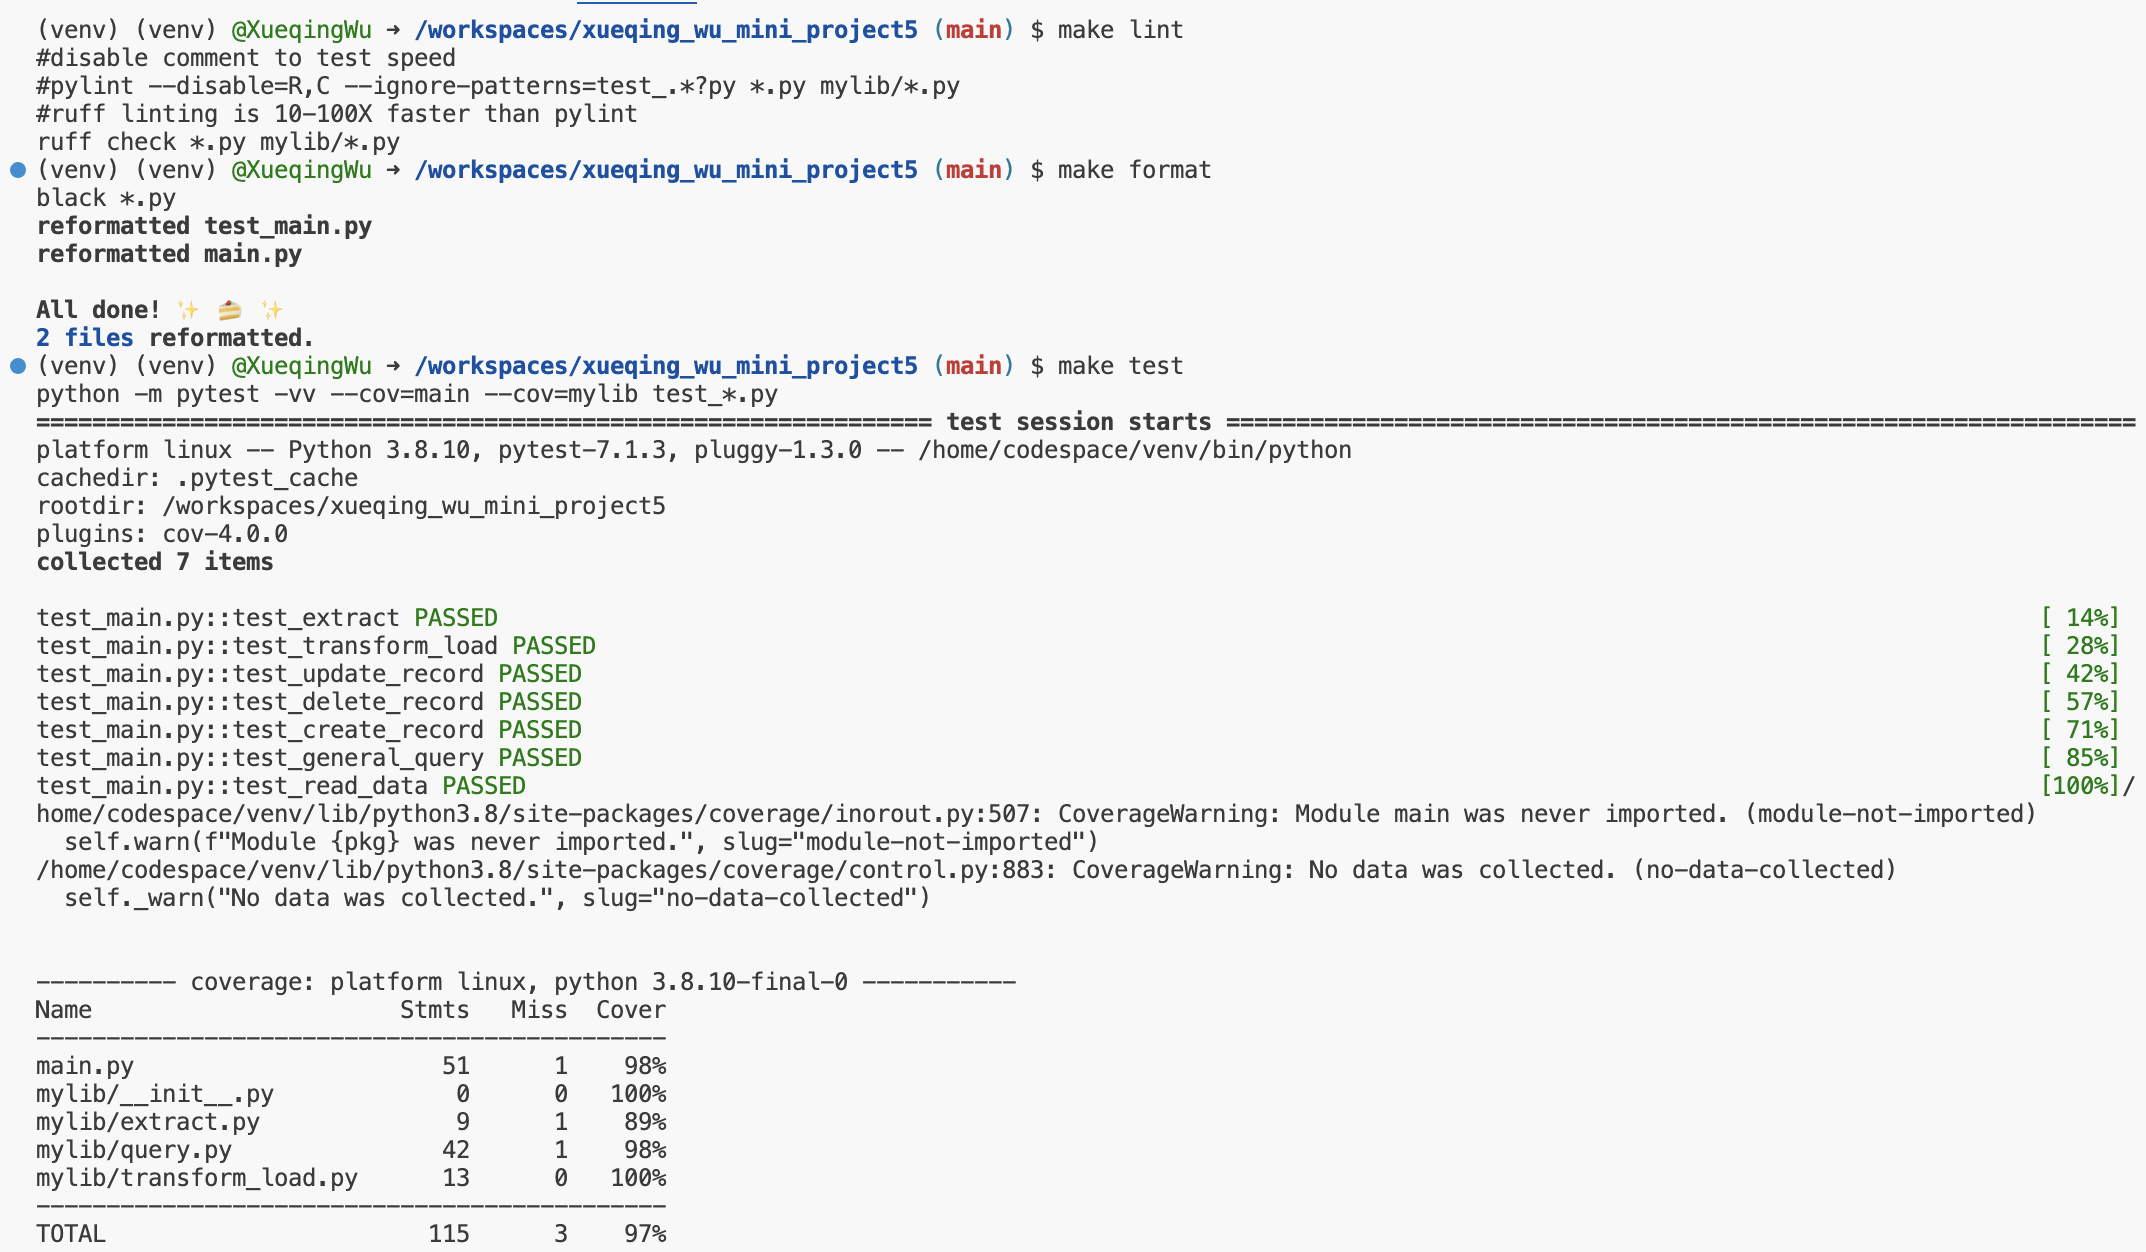 (venv) (venv) @XueqingWu ➜ /workspaces/xueqing_wu_mini_project5 (main) $ make lint
#disable comment to test speed
#pylint --disable=R,C --ignore-patterns=test_.*?py *.py mylib/*.py
#ruff linting is 10-100X faster than pylint
ruff check *.py mylib/*.py
(venv) (venv) @XueqingWu ➜ /workspaces/xueqing_wu_mini_project5 (main) $ make format
black *.py
reformatted test_main.py
reformatted main.py

All done! ✨ 🍰 ✨
2 files reformatted.
(venv) (venv) @XueqingWu ➜ /workspaces/xueqing_wu_mini_project5 (main) $ make test
python -m pytest -vv --cov=main --cov=mylib test_*.py
================================================================ test session starts =================================================================
platform linux -- Python 3.8.10, pytest-7.1.3, pluggy-1.3.0 -- /home/codespace/venv/bin/python
cachedir: .pytest_cache
rootdir: /workspaces/xueqing_wu_mini_project5
plugins: cov-4.0.0
collected 7 items

test_main.py::test_extract PASSED [ 14%]
test_main.py::test_transform_load PASSED [ 28%]
test_main.py::test_update_record PASSED [ 42%]
test_main.py::test_delete_record PASSED [ 57%]
test_main.py::test_create_record PASSED [ 71%]
test_main.py::test_general_query PASSED [ 85%]
test_main.py::test_read_data PASSED [100%]/
home/codespace/venv/lib/python3.8/site-packages/coverage/inorout.py:507: CoverageWarning: Module main was never imported. (module-not-imported)
  self.warn(f"Module {pkg} was never imported.", slug="module-not-imported")
/home/codespace/venv/lib/python3.8/site-packages/coverage/control.py:883: CoverageWarning: No data was collected. (no-data-collected)
  self._warn("No data was collected.", slug="no-data-collected")

---------- coverage: platform linux, python 3.8.10-final-0 -----------
Name                      Stmts   Miss  Cover
---------------------------------------------
main.py                      51      1    98%
mylib/__init__.py             0      0   100%
mylib/extract.py              9      1    89%
mylib/query.py               42      1    98%
mylib/transform_load.py      13      0   100%
---------------------------------------------
TOTAL                       115      3    97%